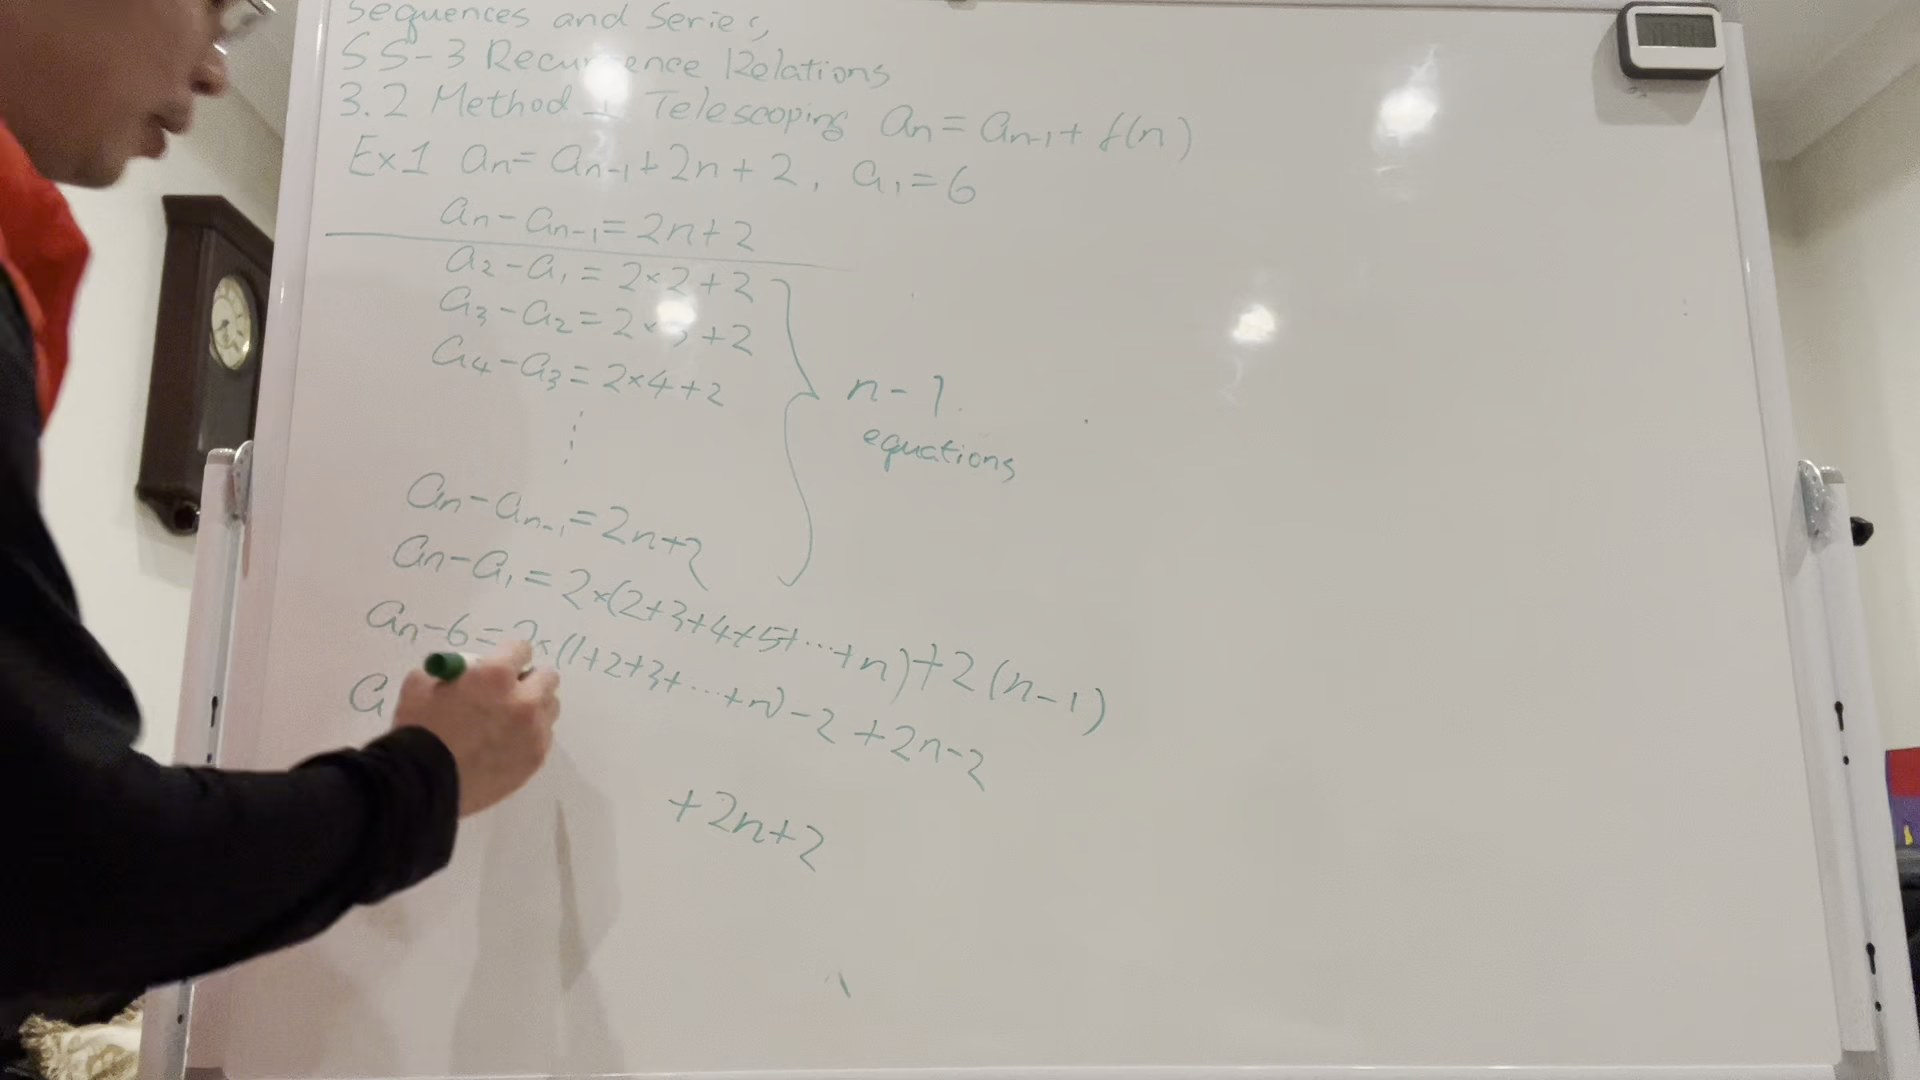 Sequences and Series
SS-3 Recurrence Relations
3.2 Method 1 Telescoping an = an-1 + f(n)
Ex1 an = an-1 + 2n + 2, a1 = 6
an - an-1 = 2n + 2
a2 - a1 = 2×2 + 2
a3 - a2 = 2×3 + 2
a4 - a3 = 2×4 + 2
n - 1
equations
an - an-1 = 2n + 2
an - a1 = 2×(2+3+4+5+...+n) + 2(n-1)
an - 6 = 2×(1+2+3+...+n) - 2 + 2n - 2
a
+ 2n + 2